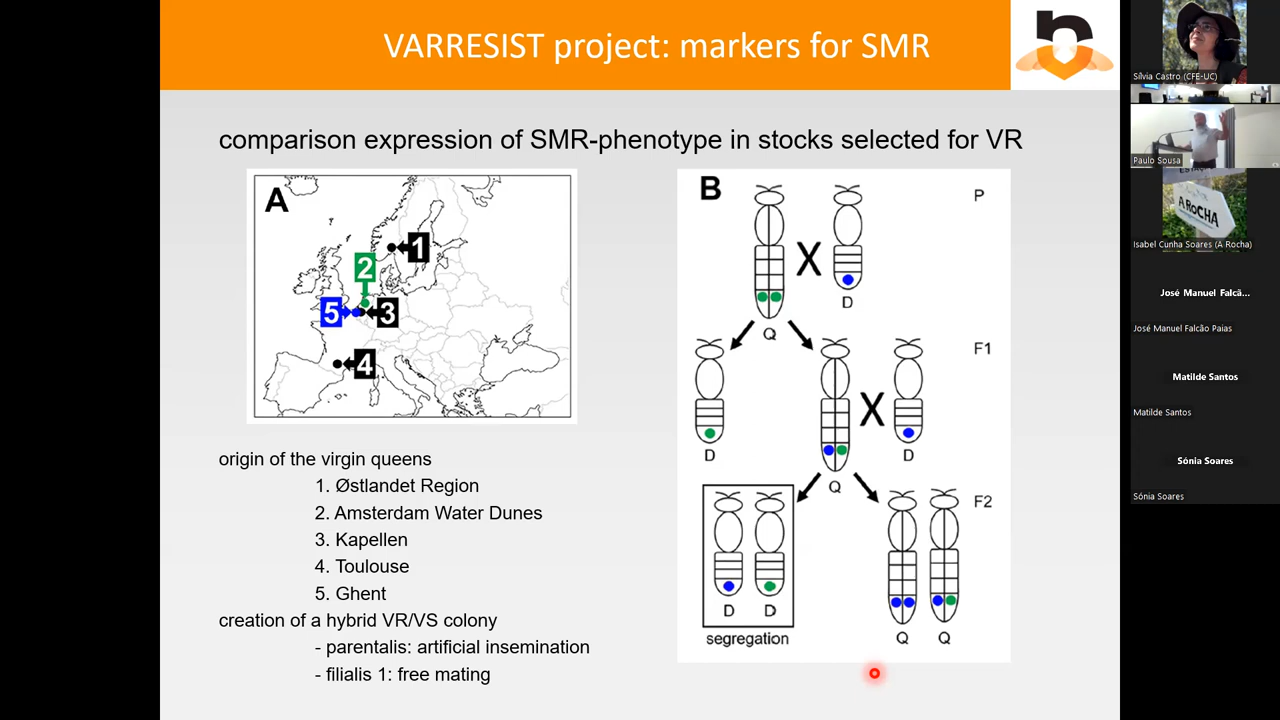 VARRESIST project: markers for SMR
comparison expression of SMR-phenotype in stocks selected for VR
A
1
2
5
3
4
origin of the virgin queens
1. Østlandet Region
2. Amsterdam Water Dunes
3. Kapellen
4. Toulouse
5. Ghent
creation of a hybrid VR/VS colony
- parentalis: artificial insemination
- filialis 1: free mating
B
P
X
D
Q
F1
X
D
Q
D
F2
D
D
Q
Q
segregation
Sílvia Castro (CFE-UC)
Paulo Sousa
A ROCHA
Isabel Cunha Soares (A Rocha)
José Manuel Falcã...
José Manuel Falcão Paias
Matilde Santos
Matilde Santos
Sónia Soares
Sónia Soares